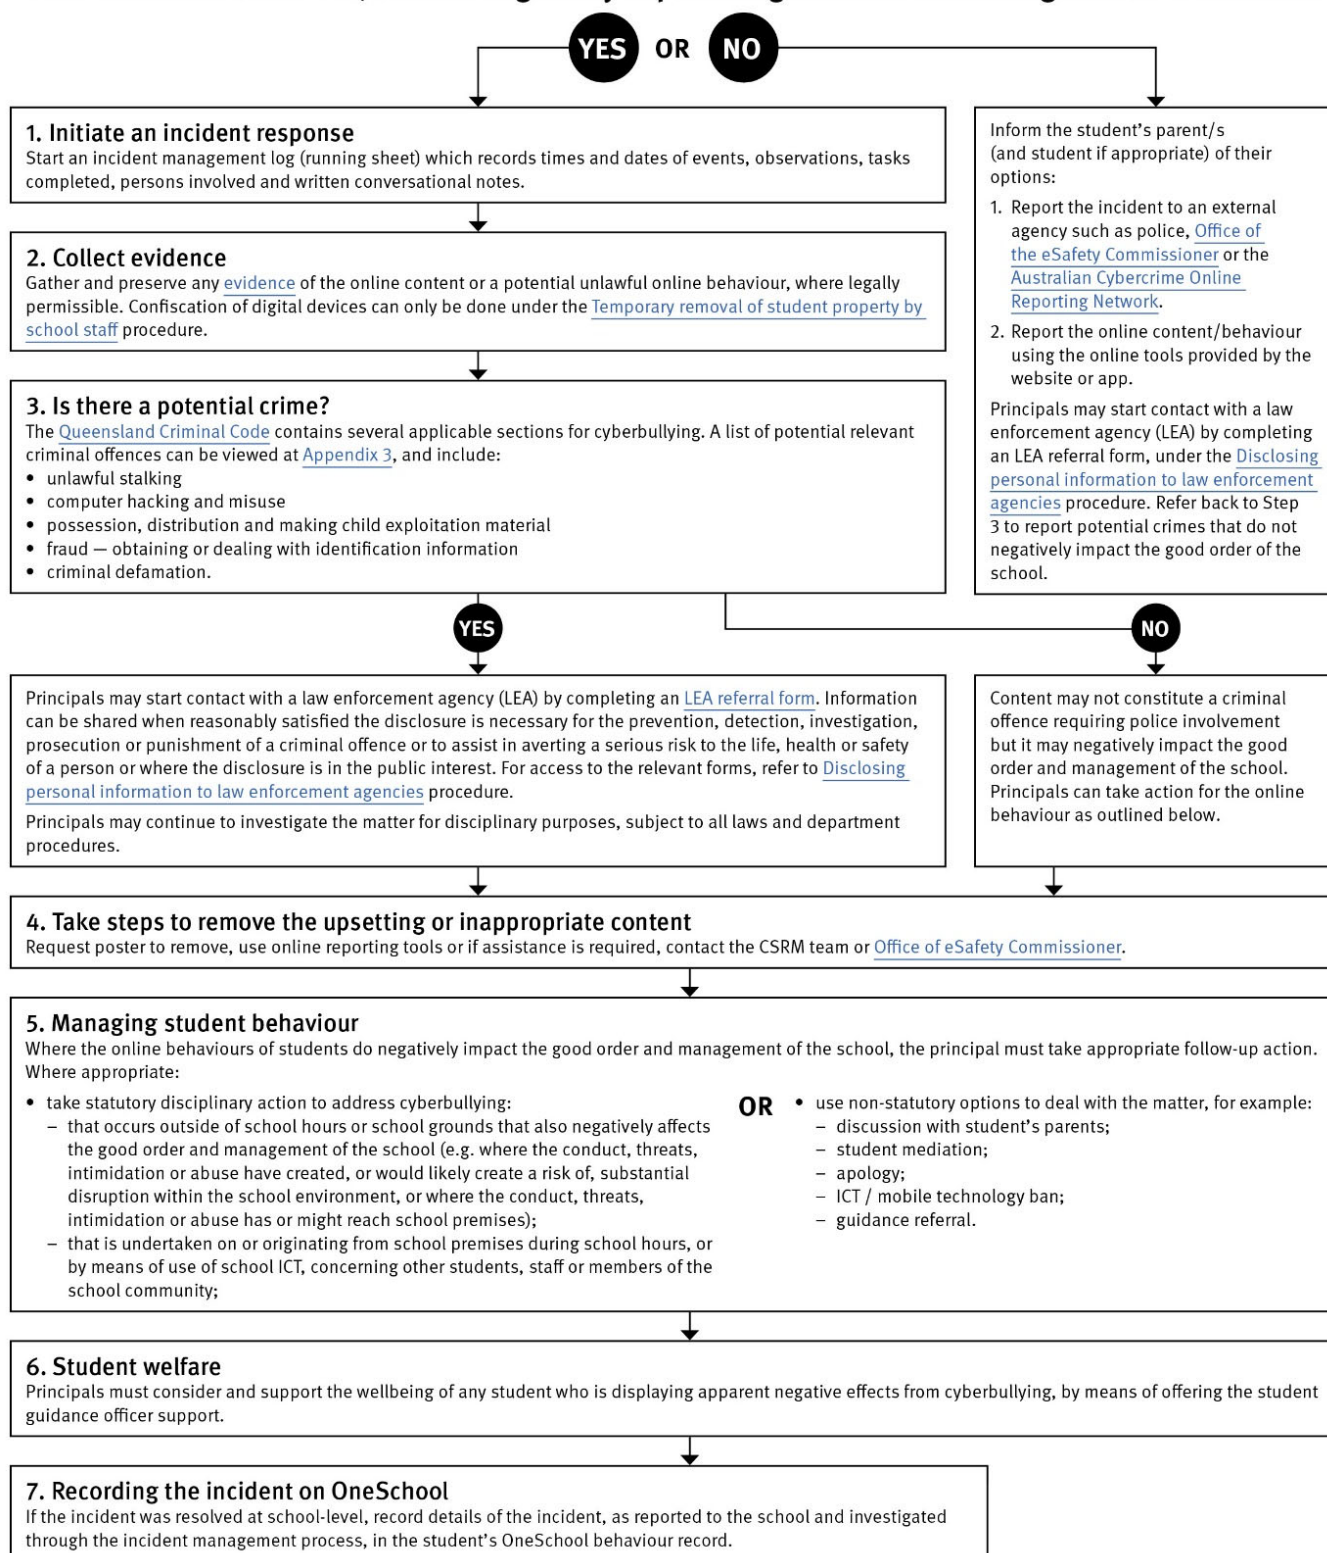 YES OR NO
1. Initiate an incident response
Start an incident management log (running sheet) which records times and dates of events, observations, tasks
completed, persons involved and written conversational notes.
2. Collect evidence
Gather and preserve any evidence of the online content or a potential unlawful online behaviour, where legally
permissible. Confiscation of digital devices can only be done under the Temporary removal of student property by
school staff procedure.
3. Is there a potential crime?
The Queensland Criminal Code contains several applicable sections for cyberbullying. A list of potential relevant
criminal offences can be viewed at Appendix 3, and include:
• unlawful stalking
• computer hacking and misuse
• possession, distribution and making child exploitation material
• fraud — obtaining or dealing with identification information
• criminal defamation.
Inform the student's parent/s
(and student if appropriate) of their
options:
1. Report the incident to an external
agency such as police, Office of
the eSafety Commissioner or the
Australian Cybercrime Online
Reporting Network.
2. Report the online content/behaviour
using the online tools provided by the
website or app.
Principals may start contact with a law
enforcement agency (LEA) by completing
an LEA referral form, under the Disclosing
personal information to law enforcement
agencies procedure. Refer back to Step
3 to report potential crimes that do not
negatively impact the good order of the
school.
YES
NO
Principals may start contact with a law enforcement agency (LEA) by completing an LEA referral form. Information
can be shared when reasonably satisfied the disclosure is necessary for the prevention, detection, investigation,
prosecution or punishment of a criminal offence or to assist in averting a serious risk to the life, health or safety
of a person or where the disclosure is in the public interest. For access to the relevant forms, refer to Disclosing
personal information to law enforcement agencies procedure.
Principals may continue to investigate the matter for disciplinary purposes, subject to all laws and department
procedures.
Content may not constitute a criminal
offence requiring police involvement
but it may negatively impact the good
order and management of the school.
Principals can take action for the online
behaviour as outlined below.
4. Take steps to remove the upsetting or inappropriate content
Request poster to remove, use online reporting tools or if assistance is required, contact the CSRM team or Office of eSafety Commissioner.
5. Managing student behaviour
Where the online behaviours of students do negatively impact the good order and management of the school, the principal must take appropriate follow-up action.
Where appropriate:
• take statutory disciplinary action to address cyberbullying:
– that occurs outside of school hours or school grounds that also negatively affects
the good order and management of the school (e.g. where the conduct, threats,
intimidation or abuse have created, or would likely create a risk of, substantial
disruption within the school environment, or where the conduct, threats,
intimidation or abuse has or might reach school premises);
– that is undertaken on or originating from school premises during school hours, or
by means of use of school ICT, concerning other students, staff or members of the
school community;
OR
• use non-statutory options to deal with the matter, for example:
– discussion with student's parents;
– student mediation;
– apology;
– ICT / mobile technology ban;
– guidance referral.
6. Student welfare
Principals must consider and support the wellbeing of any student who is displaying apparent negative effects from cyberbullying, by means of offering the student
guidance officer support.
7. Recording the incident on OneSchool
If the incident was resolved at school-level, record details of the incident, as reported to the school and investigated
through the incident management process, in the student's OneSchool behaviour record.